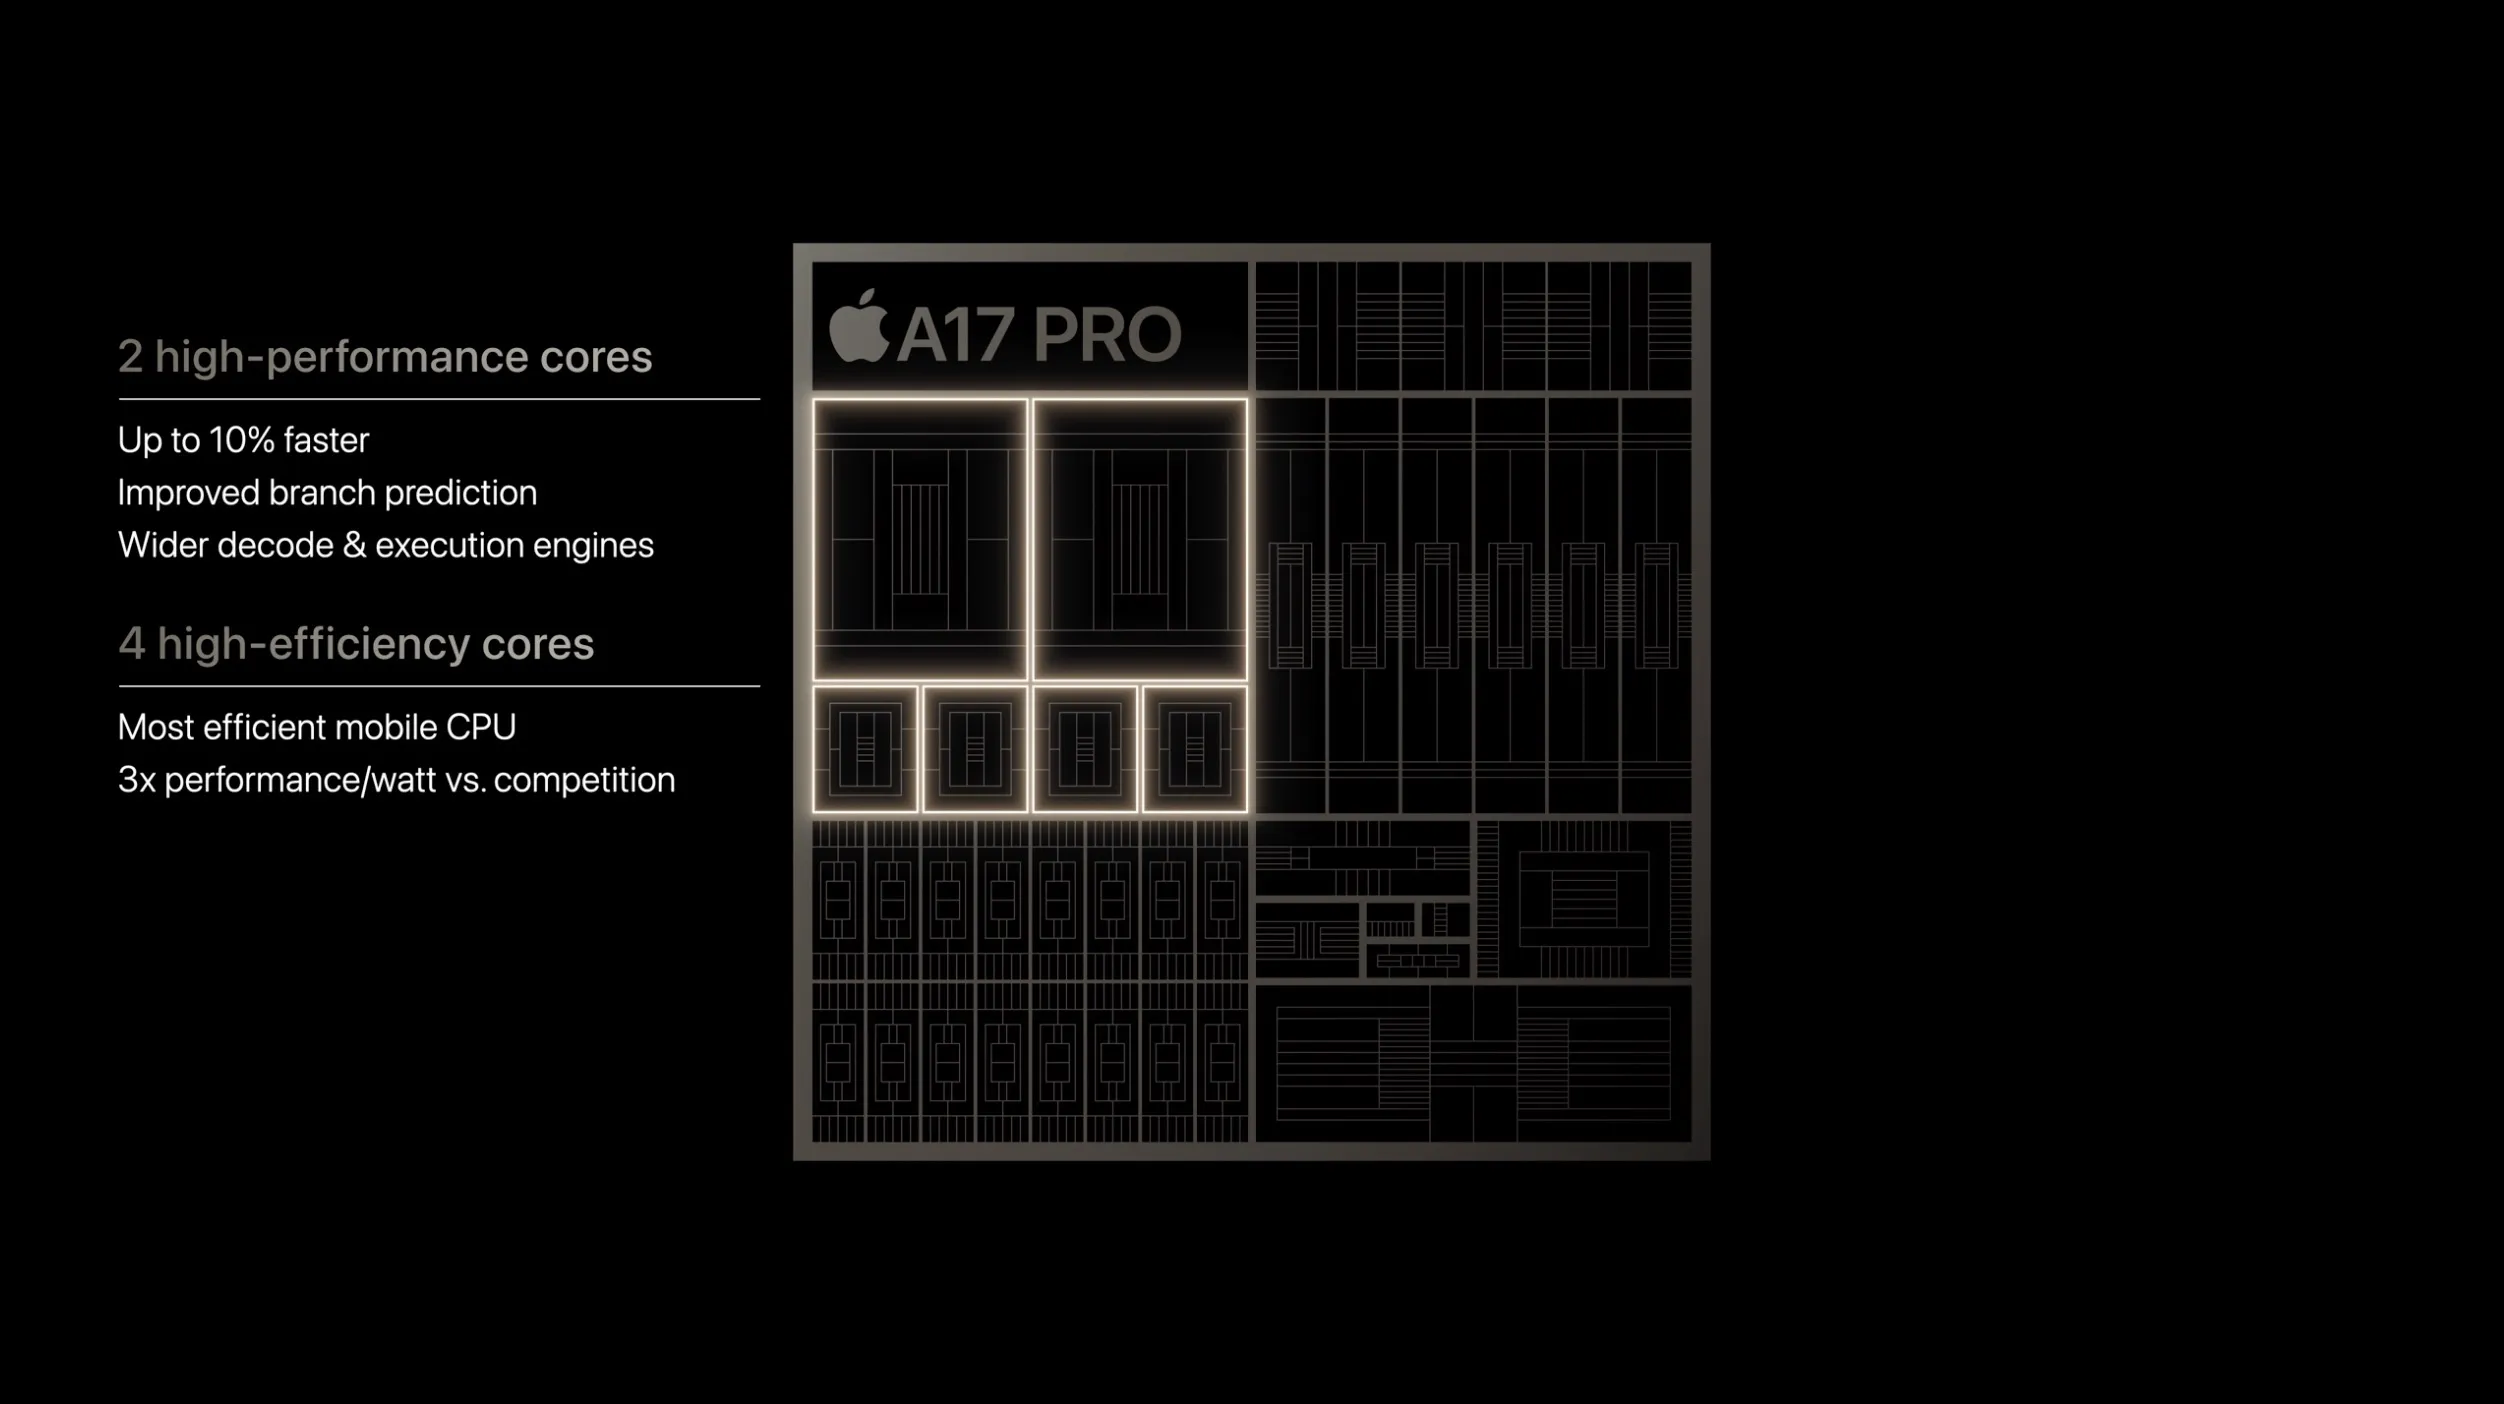 2 high-performance cores
Up to 10% faster
Improved branch prediction
Wider decode & execution engines
4 high-efficiency cores
Most efficient mobile CPU
3x performance/watt vs. competition
A17 PRO